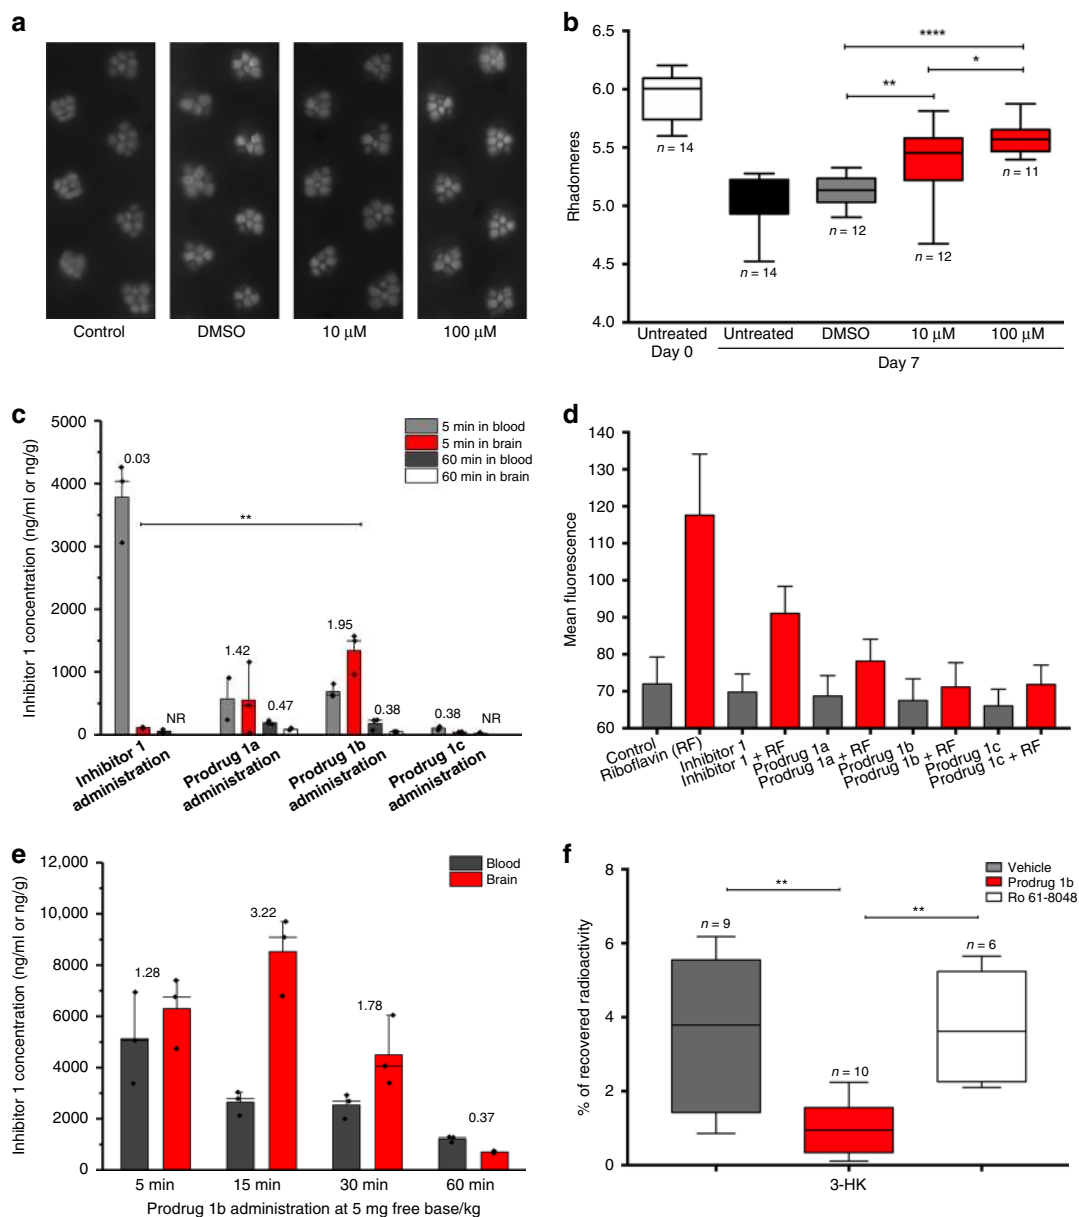 a
Control
DMSO
10 μM
100 μM
b
Rhadomeres
6.5
6.0
5.5
5.0
4.5
4.0
****
*
**
n = 14
n = 14
n = 12
n = 12
n = 11
Untreated
Day 0
Untreated
DMSO
10 μM
100 μM
Day 7
c
Inhibitor 1 concentration (ng/ml or ng/g)
5000
4000
3000
2000
1000
0
5 min in blood
5 min in brain
60 min in blood
60 min in brain
0.03
**
NR
1.42
0.47
1.95
0.38
0.38
NR
Inhibitor 1
administration
Prodrug 1a
administration
Prodrug 1b
administration
Prodrug 1c
administration
d
Mean fluorescence
140
130
120
110
100
90
80
70
60
Control
Riboflavin (RF)
Inhibitor 1
Inhibitor 1 + RF
Prodrug 1a
Prodrug 1a + RF
Prodrug 1b
Prodrug 1b + RF
Prodrug 1c
Prodrug 1c + RF
e
Inhibitor 1 concentration (ng/ml or ng/g)
12,000
10,000
8000
6000
4000
2000
0
Blood
Brain
1.28
3.22
1.78
0.37
5 min
15 min
30 min
60 min
Prodrug 1b administration at 5 mg free base/kg
f
% of recovered radioactivity
8
6
4
2
0
Vehicle
Prodrug 1b
Ro 61-8048
**
**
n = 9
n = 10
n = 6
3-HK